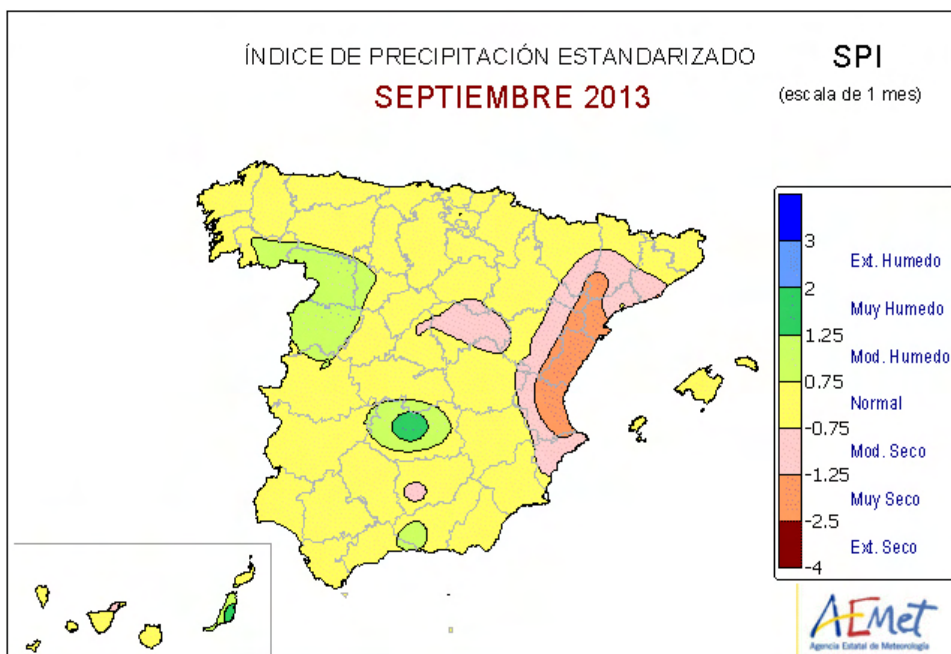 ÍNDICE DE PRECIPITACIÓN ESTANDARIZADO
SPI
SEPTIEMBRE 2013
(escala de 1 mes)
3
Ext. Humedo
2
Muy Humedo
1.25
Mod. Humedo
0.75
Normal
-0.75
Mod. Seco
-1.25
Muy Seco
-2.5
Ext. Seco
-4
AEMet
Agencia Estatal de Meteorología